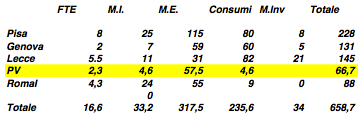 FTE M.I. M.E. Consumi M.Inv Totale
Pisa 8 25 115 80 8 228
Genova 2 7 59 60 5 131
Lecce 5.5 11 31 82 21 145
PV 2,3 4,6 57,5 4,6 66,7
RomaI 4,3 24 55 9 0 88
0
Totale 16,6 33,2 317,5 235,6 34 658,7